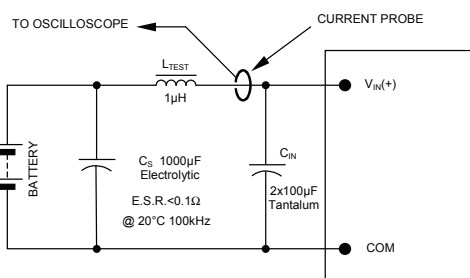 TO OSCILLOSCOPE
CURRENT PROBE
LTEST
1µH
VIN(+)
BATTERY
CS 1000µF
Electrolytic
E.S.R.<0.1Ω
@ 20°C 100kHz
CIN
2x100µF
Tantalum
COM